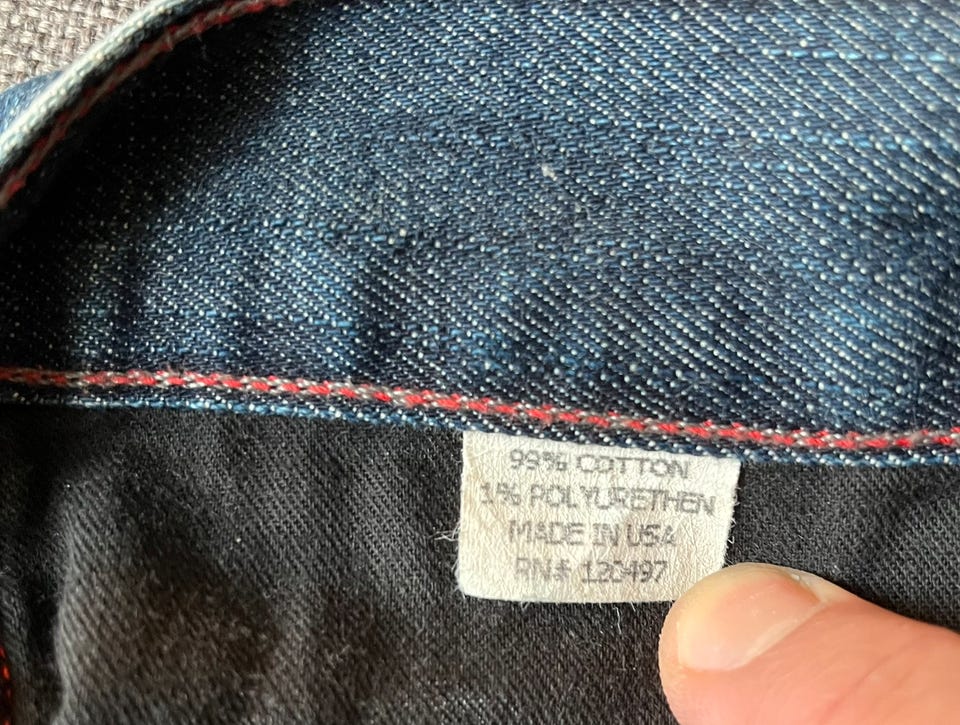 99% COTTON
1% POLYURETHEN
MADE IN USA
RN# 120497